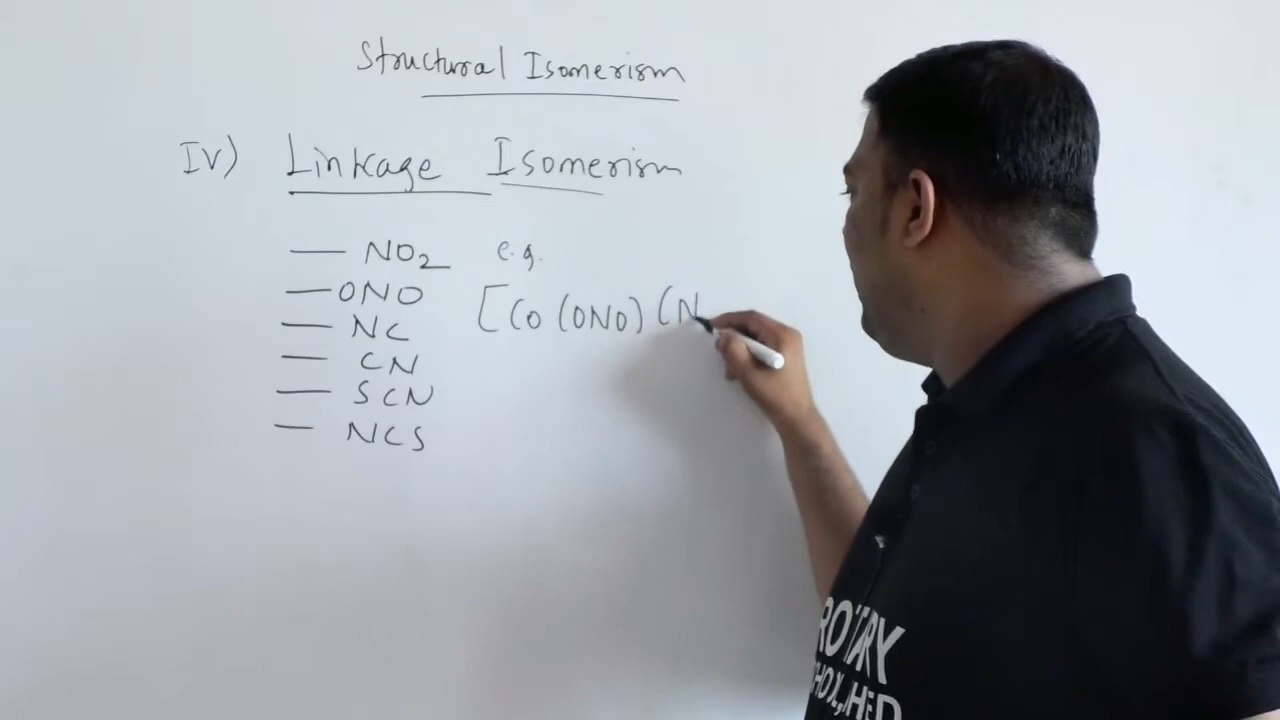 Structural Isomerism
IV) Linkage Isomerism
— NO₂ e.g.
— ONO [Co (ONO) (N
— NC
— CN
— SCN
— NCS